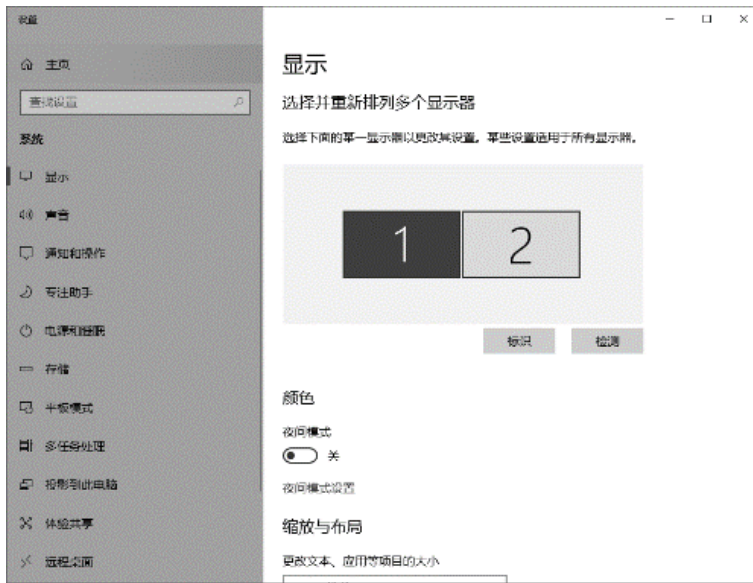 设置
主页
查找设置
系统
显示
声音
通知和操作
专注助手
电源和睡眠
存储
平板模式
多任务处理
投影到此电脑
体验共享
远程桌面
显示
选择并重新排列多个显示器
选择下面的某一显示器以更改其设置。某些设置适用于所有显示器。
1
2
标识
检测
颜色
夜间模式
关
夜间模式设置
缩放与布局
更改文本、应用等项目的大小